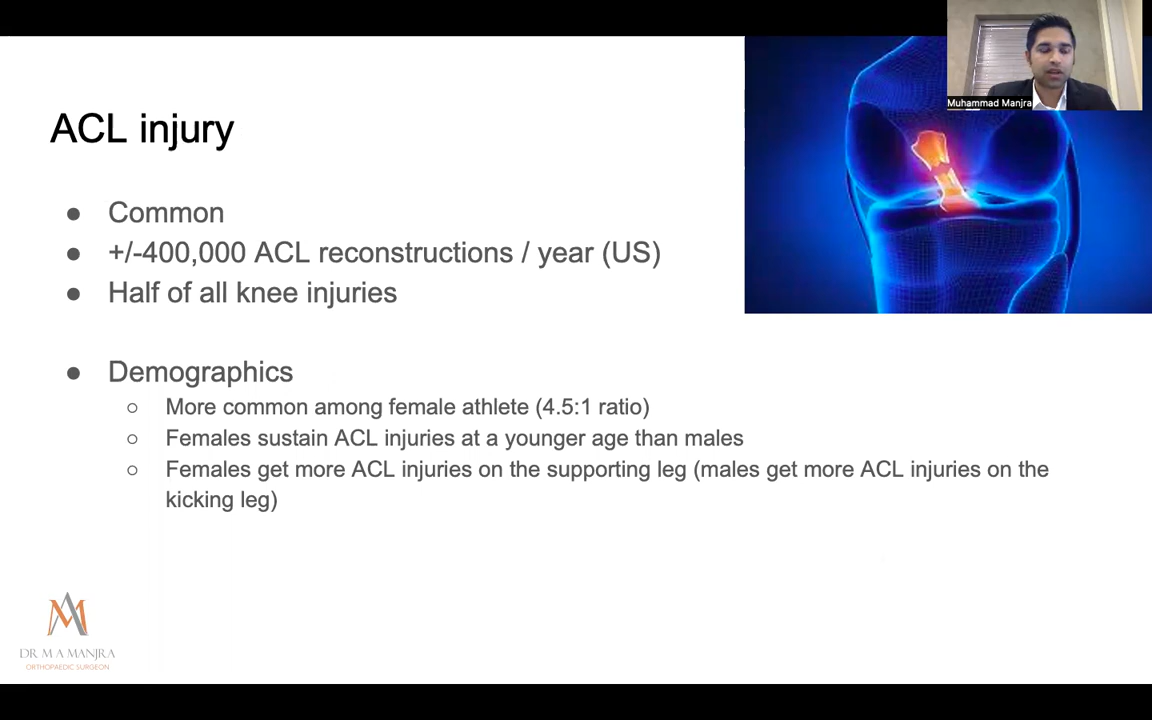 Muhammad Manjra
ACL injury
● Common
● +/-400,000 ACL reconstructions / year (US)
● Half of all knee injuries
● Demographics
○ More common among female athlete (4.5:1 ratio)
○ Females sustain ACL injuries at a younger age than males
○ Females get more ACL injuries on the supporting leg (males get more ACL injuries on the
kicking leg)
DR M A MANJRA
ORTHOPAEDIC SURGEON